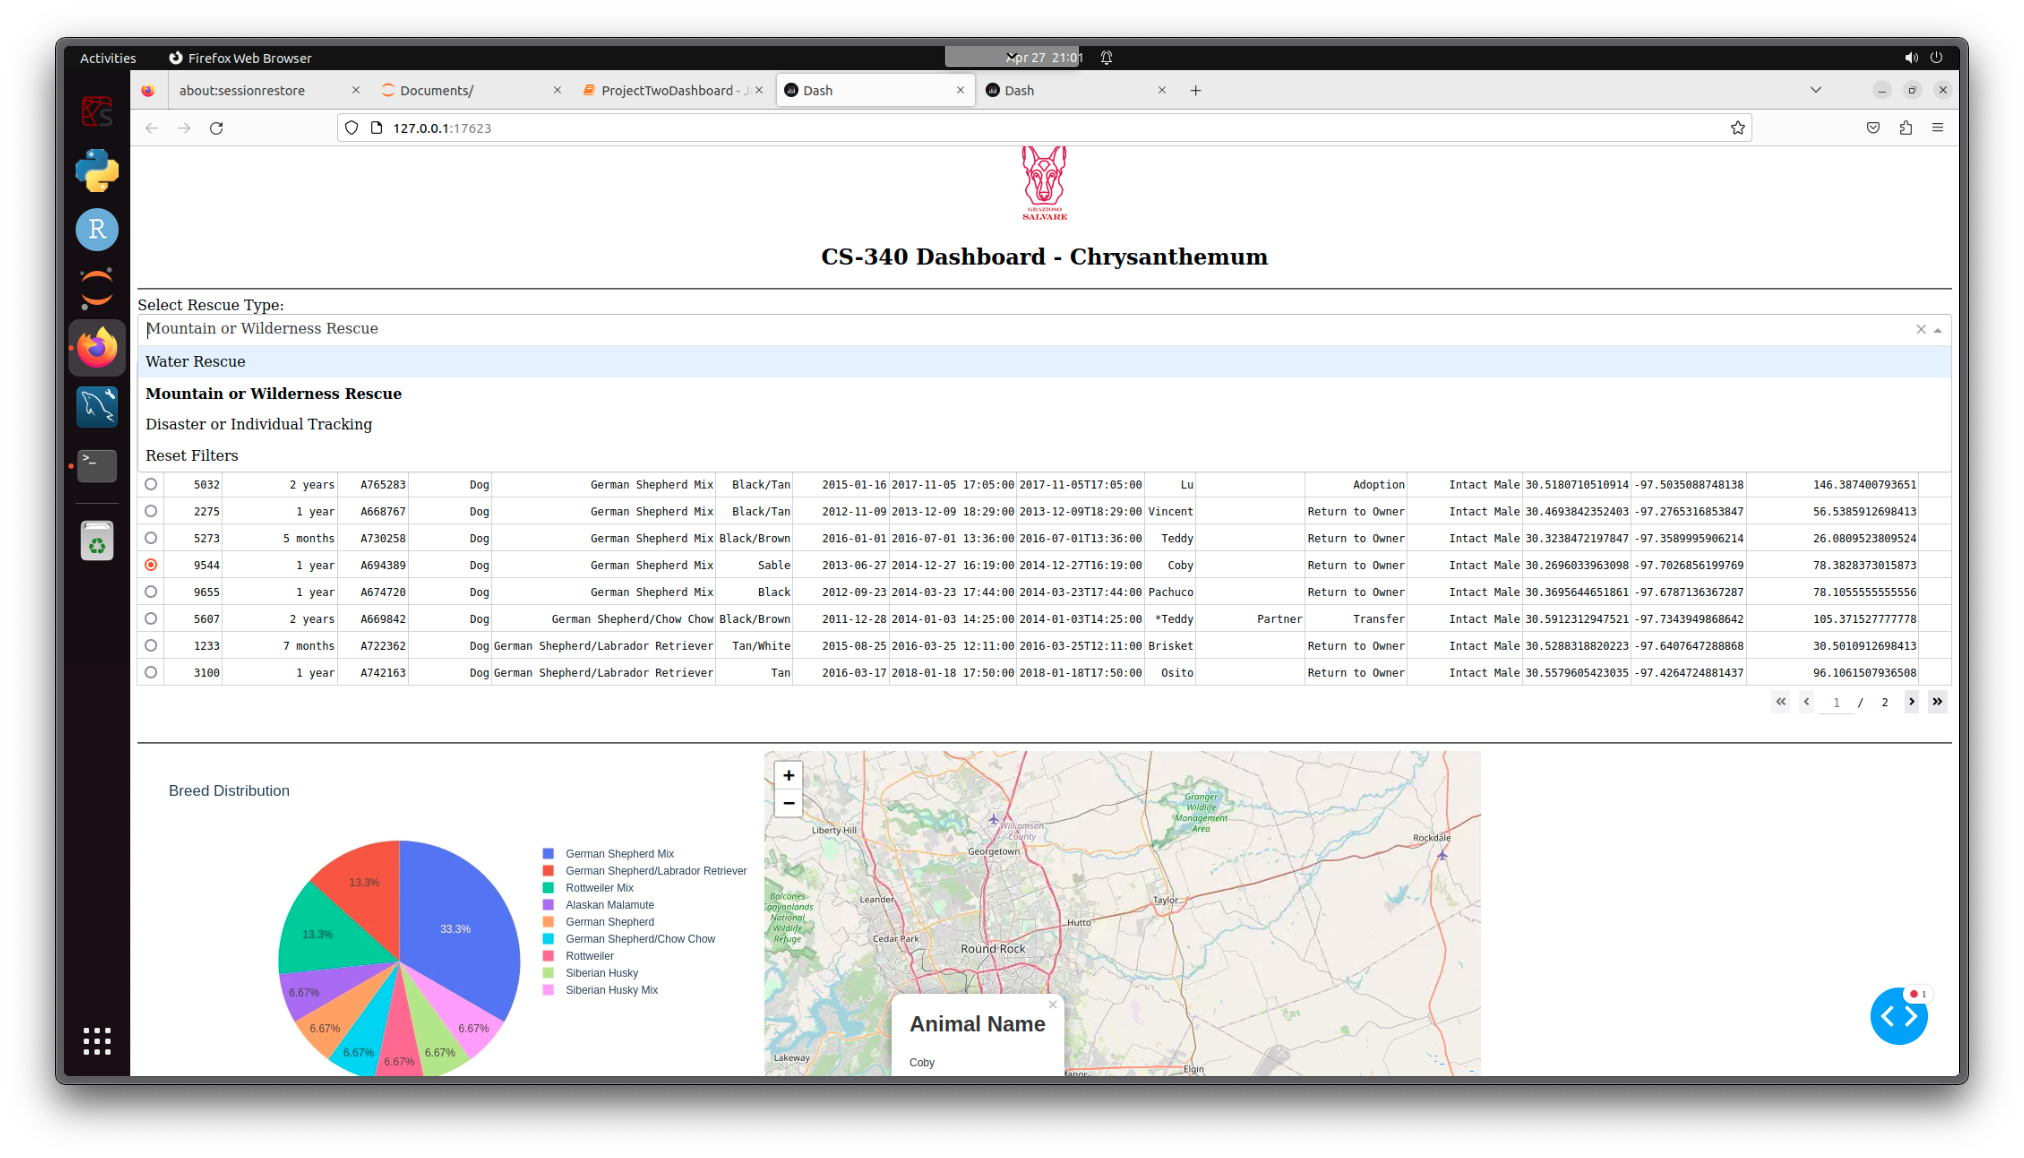 Activities Firefox Web Browser Apr 27 21:01
about:sessionrestore Documents/ ProjectTwoDashboard - Dash Dash
127.0.0.1:17623
GRAZIOSO
SALVARE
CS-340 Dashboard - Chrysanthemum
Select Rescue Type:
Mountain or Wilderness Rescue
Water Rescue
Mountain or Wilderness Rescue
Disaster or Individual Tracking
Reset Filters
5032 2 years A765283 Dog German Shepherd Mix Black/Tan 2015-01-16 2017-11-05 17:05:00 2017-11-05T17:05:00 Lu Adoption Intact Male 30.5180710510914 -97.5035088748138 146.387400793651
2275 1 year A668767 Dog German Shepherd Mix Black/Tan 2012-11-09 2013-12-09 18:29:00 2013-12-09T18:29:00 Vincent Return to Owner Intact Male 30.4693842352403 -97.2765316853847 56.5385912698413
5273 5 months A730258 Dog German Shepherd Mix Black/Brown 2016-01-01 2016-07-01 13:36:00 2016-07-01T13:36:00 Teddy Return to Owner Intact Male 30.3238472197847 -97.3589995906214 26.0809523809524
9544 1 year A694389 Dog German Shepherd Mix Sable 2013-06-27 2014-12-27 16:19:00 2014-12-27T16:19:00 Coby Return to Owner Intact Male 30.2696033963098 -97.7026856199769 78.3828373015873
9655 1 year A674720 Dog German Shepherd Mix Black 2012-09-23 2014-03-23 17:44:00 2014-03-23T17:44:00 Pachuco Return to Owner Intact Male 30.3695644651861 -97.6787136367287 78.1055555555556
5607 2 years A669842 Dog German Shepherd/Chow Chow Black/Brown 2011-12-28 2014-01-03 14:25:00 2014-01-03T14:25:00 *Teddy Partner Transfer Intact Male 30.5912312947521 -97.7343949868642 105.371527777778
1233 7 months A722362 Dog German Shepherd/Labrador Retriever Tan/White 2015-08-25 2016-03-25 12:11:00 2016-03-25T12:11:00 Brisket Return to Owner Intact Male 30.5288318820223 -97.6407647288868 30.5010912698413
3100 1 year A742163 Dog German Shepherd/Labrador Retriever Tan 2016-03-17 2018-01-18 17:50:00 2018-01-18T17:50:00 Osito Return to Owner Intact Male 30.5579605423035 -97.4264724881437 96.1061507936508
1 / 2
Breed Distribution
33.3%
13.3%
13.3%
6.67%
6.67%
6.67%
6.67%
6.67%
6.67%
German Shepherd Mix
German Shepherd/Labrador Retriever
Rottweiler Mix
Alaskan Malamute
German Shepherd
German Shepherd/Chow Chow
Rottweiler
Siberian Husky
Siberian Husky Mix
+
−
Granger
Wildlife
Management
Area
Liberty Hill
Williamson
County
Rockdale
Georgetown
Balcones
Canyonlands
National
Wildlife
Refuge
Leander
Taylor
Hutto
Cedar Park
Round Rock
Lakeway
Manor
Elgin
Animal Name
Coby
1